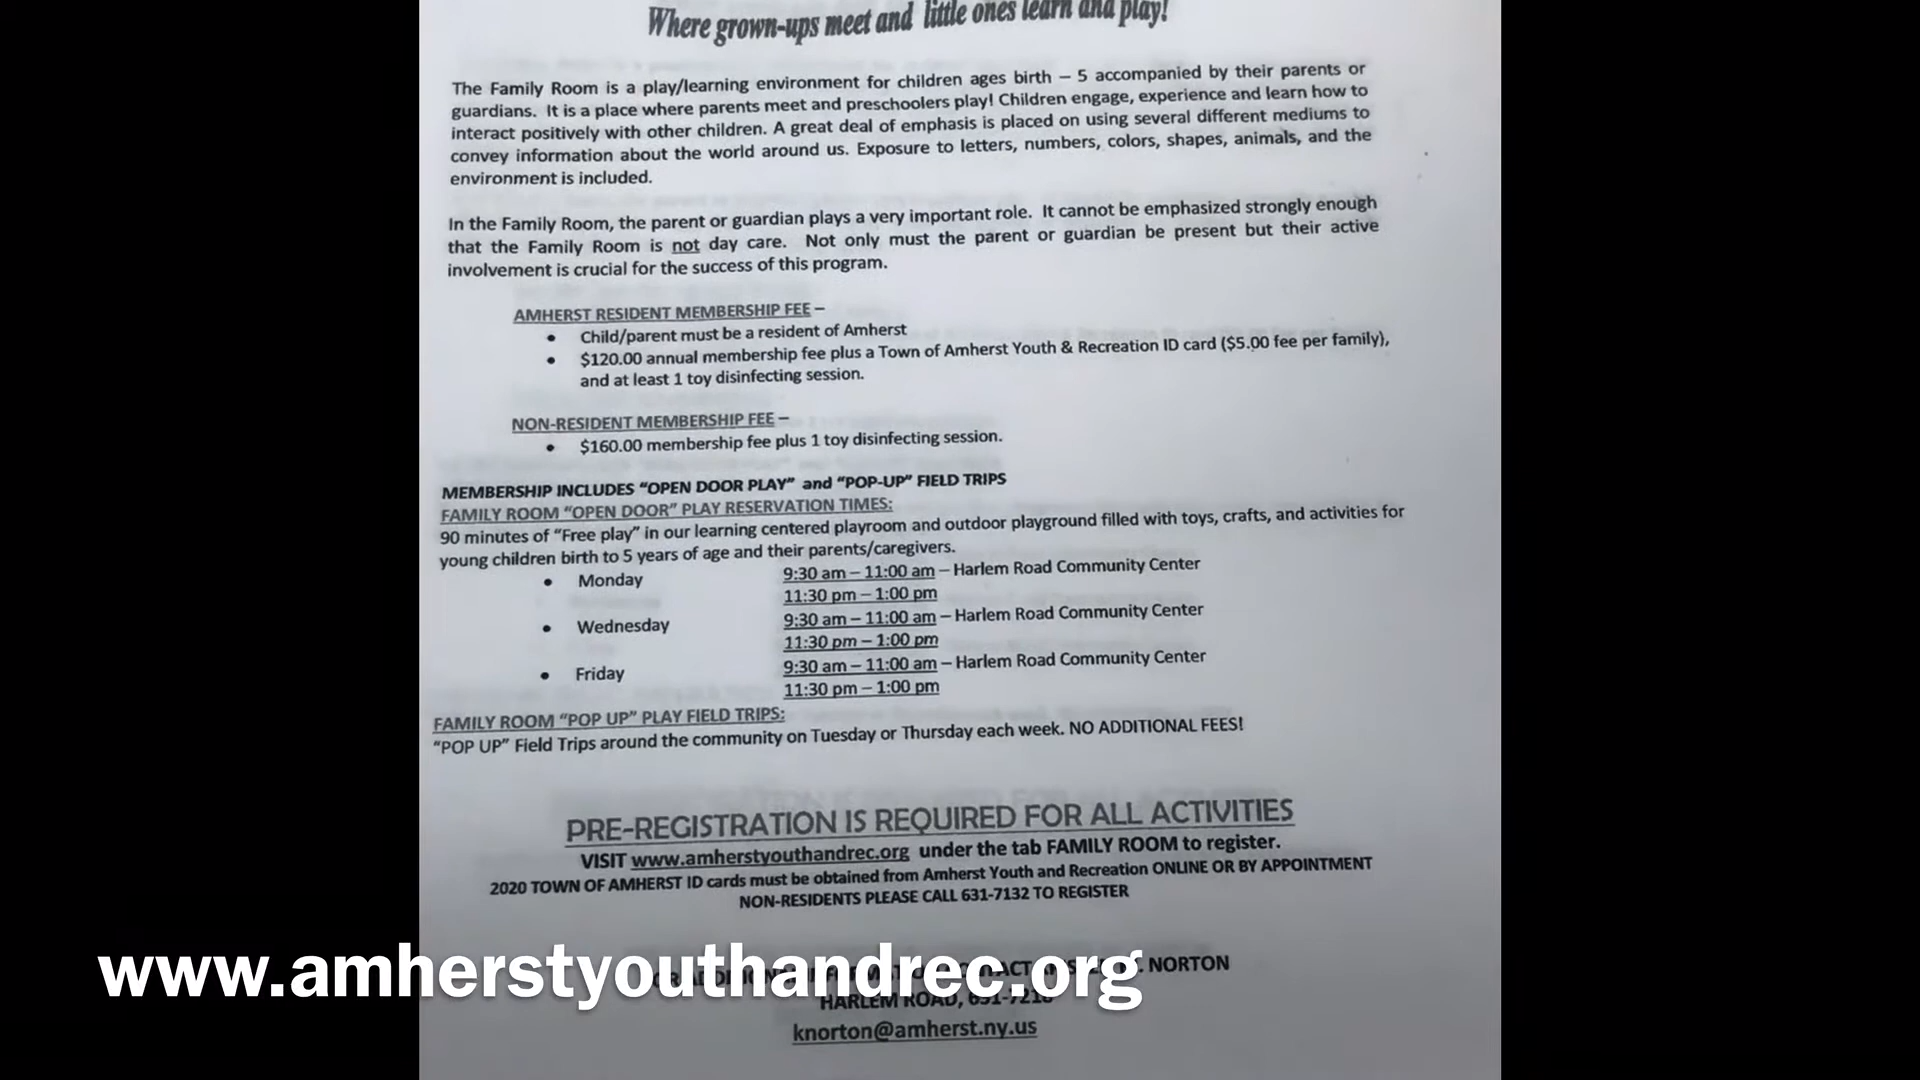 Where grown-ups meet and little ones learn and play!
The Family Room is a play/learning environment for children ages birth – 5 accompanied by their parents or
guardians. It is a place where parents meet and preschoolers play! Children engage, experience and learn how to
interact positively with other children. A great deal of emphasis is placed on using several different mediums to
convey information about the world around us. Exposure to letters, numbers, colors, shapes, animals, and the
environment is included.
In the Family Room, the parent or guardian plays a very important role. It cannot be emphasized strongly enough
that the Family Room is not day care. Not only must the parent or guardian be present but their active
involvement is crucial for the success of this program.
AMHERST RESIDENT MEMBERSHIP FEE –
• Child/parent must be a resident of Amherst
• $120.00 annual membership fee plus a Town of Amherst Youth & Recreation ID card ($5.00 fee per family),
and at least 1 toy disinfecting session.
NON-RESIDENT MEMBERSHIP FEE –
• $160.00 membership fee plus 1 toy disinfecting session.
MEMBERSHIP INCLUDES “OPEN DOOR PLAY” and “POP-UP” FIELD TRIPS
FAMILY ROOM “OPEN DOOR” PLAY RESERVATION TIMES:
90 minutes of “Free play” in our learning centered playroom and outdoor playground filled with toys, crafts, and activities for
young children birth to 5 years of age and their parents/caregivers.
• Monday 9:30 am – 11:00 am – Harlem Road Community Center
11:30 pm – 1:00 pm
• Wednesday 9:30 am – 11:00 am – Harlem Road Community Center
11:30 pm – 1:00 pm
• Friday 9:30 am – 11:00 am – Harlem Road Community Center
11:30 pm – 1:00 pm
FAMILY ROOM “POP UP” PLAY FIELD TRIPS:
“POP UP” Field Trips around the community on Tuesday or Thursday each week. NO ADDITIONAL FEES!
PRE-REGISTRATION IS REQUIRED FOR ALL ACTIVITIES
VISIT www.amherstyouthandrec.org under the tab FAMILY ROOM to register.
2020 TOWN OF AMHERST ID cards must be obtained from Amherst Youth and Recreation ONLINE OR BY APPOINTMENT
NON-RESIDENTS PLEASE CALL 631-7132 TO REGISTER
www.amherstyouthandrec.org
NORTON
HARLEM ROAD,
knorton@amherst.ny.us